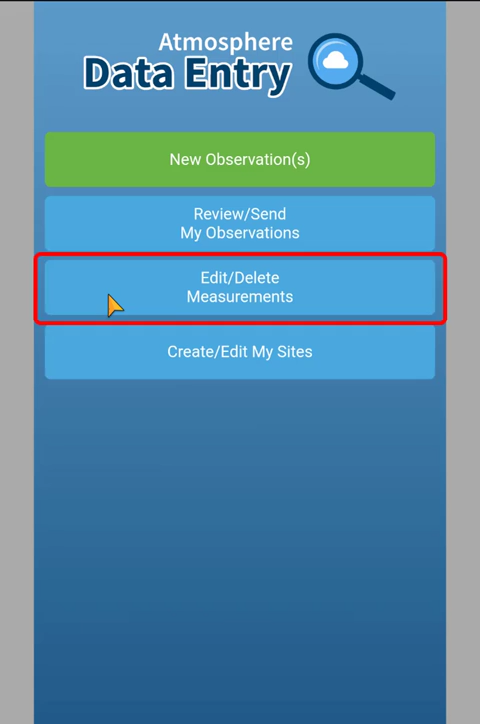 Atmosphere
Data Entry
New Observation(s)
Review/Send
My Observations
Edit/Delete
Measurements
Create/Edit My Sites